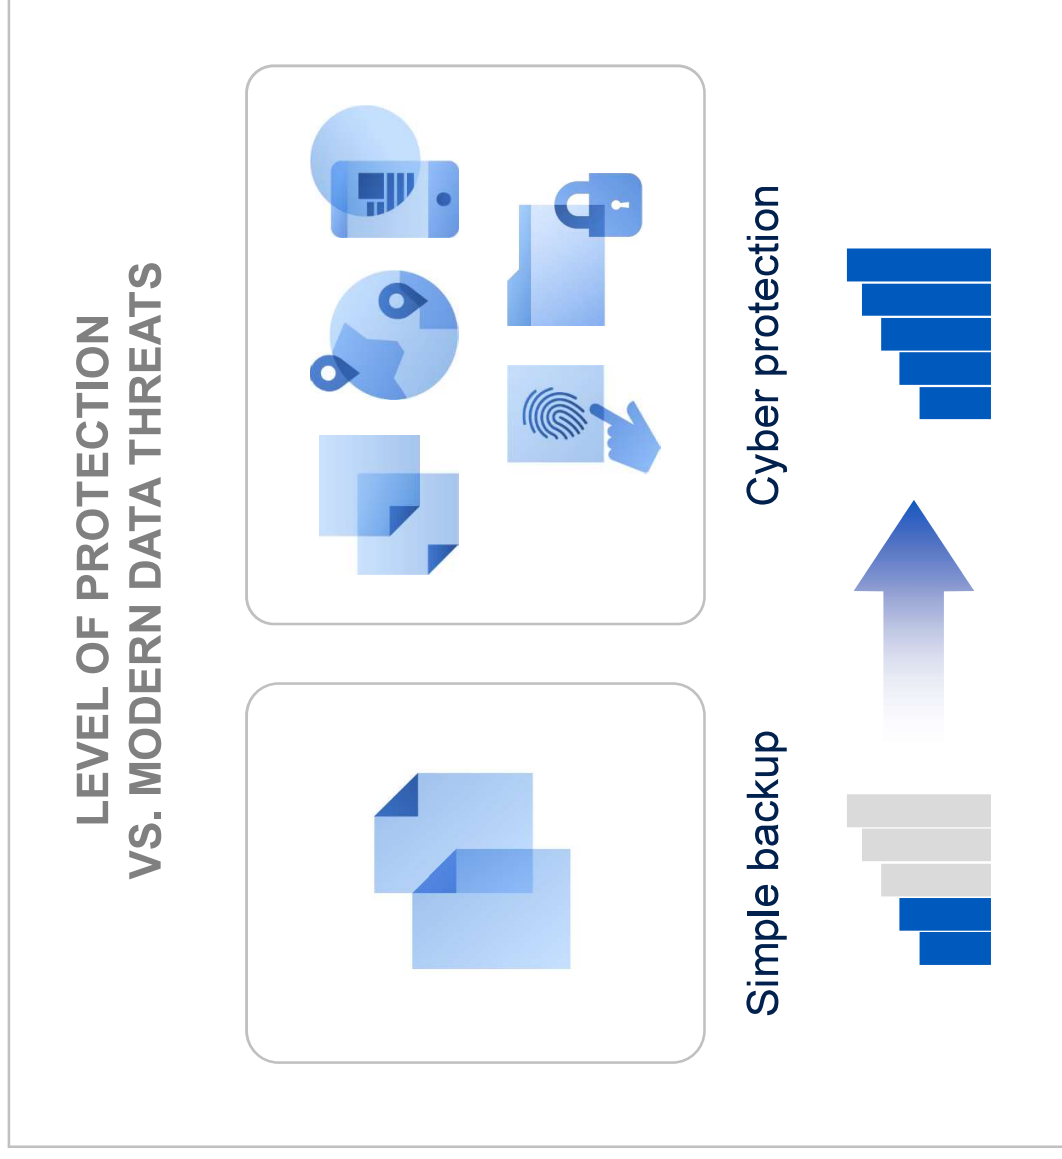 LEVEL OF PROTECTION
VS. MODERN DATA THREATS
Simple backup
Cyber protection